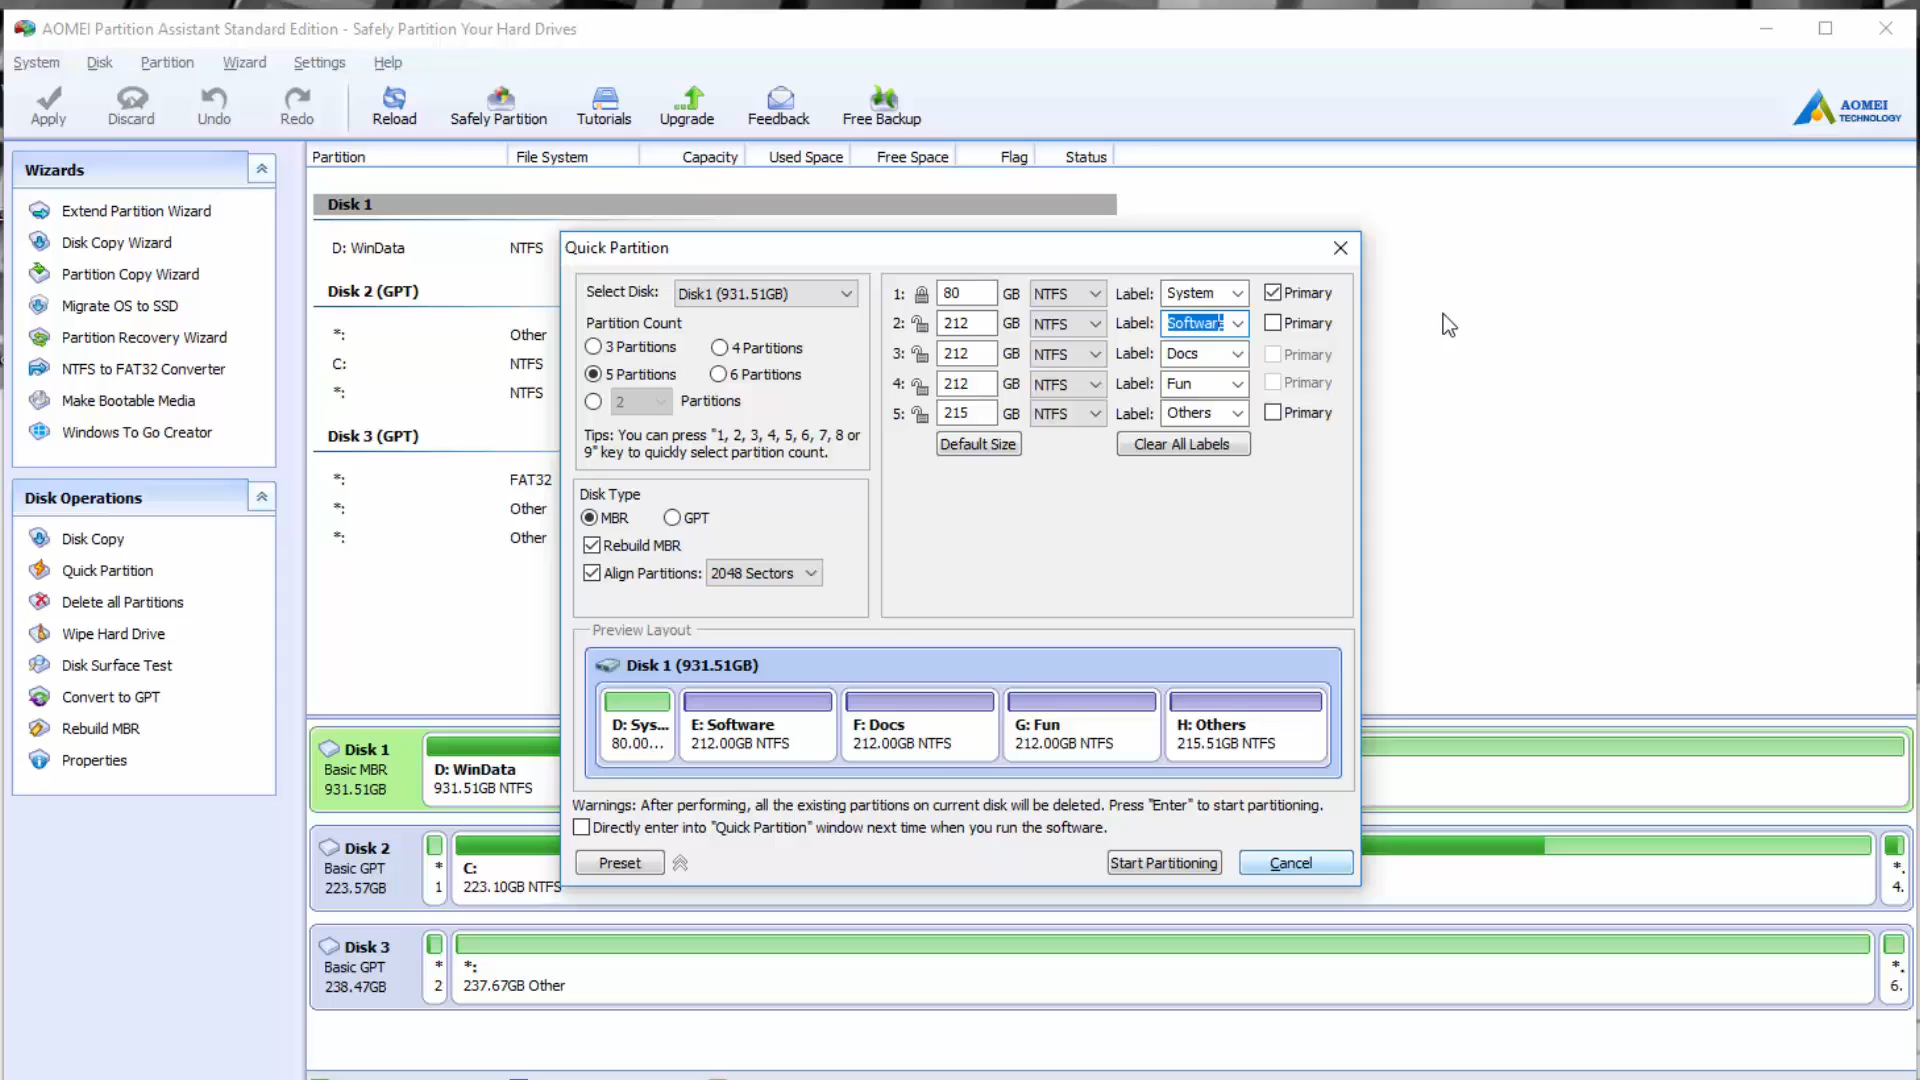 AOMEI Partition Assistant Standard Edition - Safely Partition Your Hard Drives
System Disk Partition Wizard Settings Help
Apply Discard Undo Redo Reload Safely Partition Tutorials Upgrade Feedback Free Backup
AOMEI
TECHNOLOGY
Wizards
Extend Partition Wizard
Disk Copy Wizard
Partition Copy Wizard
Migrate OS to SSD
Partition Recovery Wizard
NTFS to FAT32 Converter
Make Bootable Media
Windows To Go Creator
Disk Operations
Disk Copy
Quick Partition
Delete all Partitions
Wipe Hard Drive
Disk Surface Test
Convert to GPT
Rebuild MBR
Properties
Partition File System Capacity Used Space Free Space Flag Status
Disk 1
D: WinData NTFS
Disk 2 (GPT)
*: Other
C: NTFS
*: NTFS
Disk 3 (GPT)
*: FAT32
*: Other
*: Other
Quick Partition
Select Disk: Disk1 (931.51GB)
Partition Count
3 Partitions 4 Partitions
5 Partitions 6 Partitions
2 Partitions
Tips: You can press "1, 2, 3, 4, 5, 6, 7, 8 or
9" key to quickly select partition count.
Disk Type
MBR GPT
Rebuild MBR
Align Partitions: 2048 Sectors
1: 80 GB NTFS Label: System Primary
2: 212 GB NTFS Label: Software Primary
3: 212 GB NTFS Label: Docs Primary
4: 212 GB NTFS Label: Fun Primary
5: 215 GB NTFS Label: Others Primary
Default Size Clear All Labels
Preview Layout
Disk 1 (931.51GB)
D: Sys... E: Software F: Docs G: Fun H: Others
80.00... 212.00GB NTFS 212.00GB NTFS 212.00GB NTFS 215.51GB NTFS
Warnings: After performing, all the existing partitions on current disk will be deleted. Press "Enter" to start partitioning.
Directly enter into "Quick Partition" window next time when you run the software.
Preset Start Partitioning Cancel
Disk 1
Basic MBR
931.51GB
D: WinData
931.51GB NTFS
Disk 2
Basic GPT
223.57GB
*
1
C:
223.10GB NTFS
*.
4.
Disk 3
Basic GPT
238.47GB
*
2
*:
237.67GB Other
*.
6.